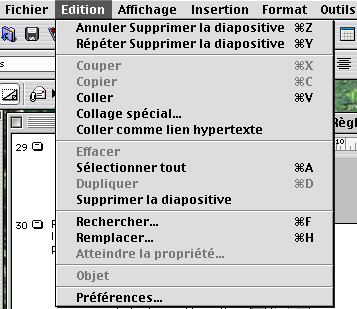 Fichier Edition Affichage Insertion Format Outils
Annuler Supprimer la diapositive ⌘Z
Répéter Supprimer la diapositive ⌘Y
Couper ⌘X
Copier ⌘C
Coller ⌘V
Collage spécial...
Coller comme lien hypertexte
Effacer
Sélectionner tout ⌘A
Dupliquer ⌘D
Supprimer la diapositive
Rechercher... ⌘F
Remplacer... ⌘H
Atteindre la propriété...
Objet
Préférences...
29
30
10